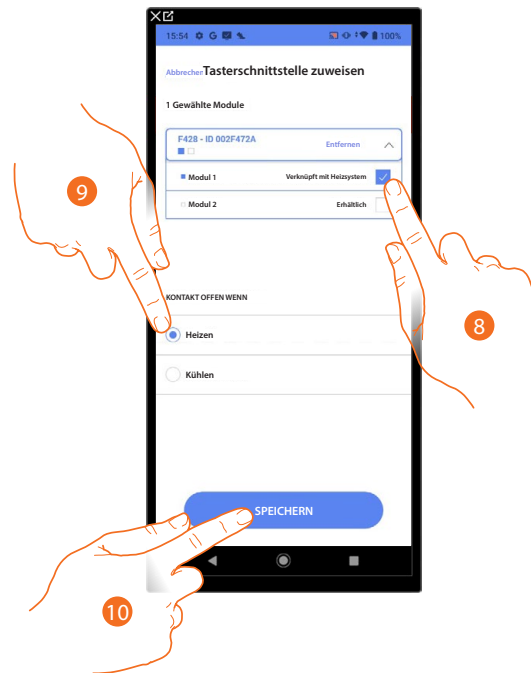 15:54 G 100%
Abbrechen Tasterschnittstelle zuweisen
1 Gewählte Module
F428 - ID 002F472A Entfernen
Modul 1 Verknüpft mit Heizsystem
Modul 2 Erhältlich
KONTAKT OFFEN WENN
Heizen
Kühlen
SPEICHERN
9
8
10